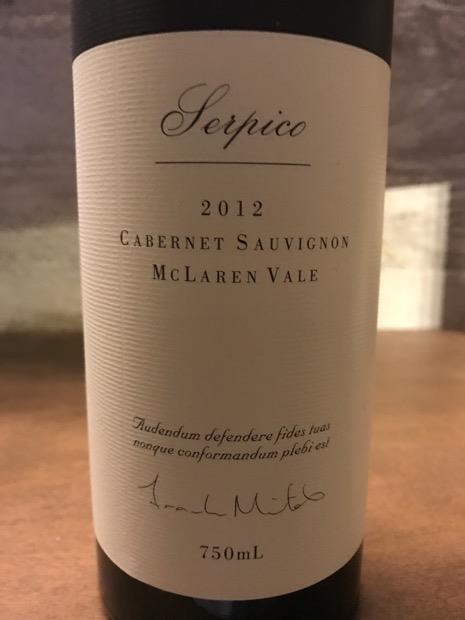 Serpico
2012
CABERNET SAUVIGNON
MCLAREN VALE
Audendum defendere fides tuas
nonque conformandum plebi est
750mL